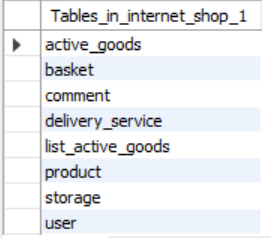 Tables_in_internet_shop_1
active_goods
basket
comment
delivery_service
list_active_goods
product
storage
user